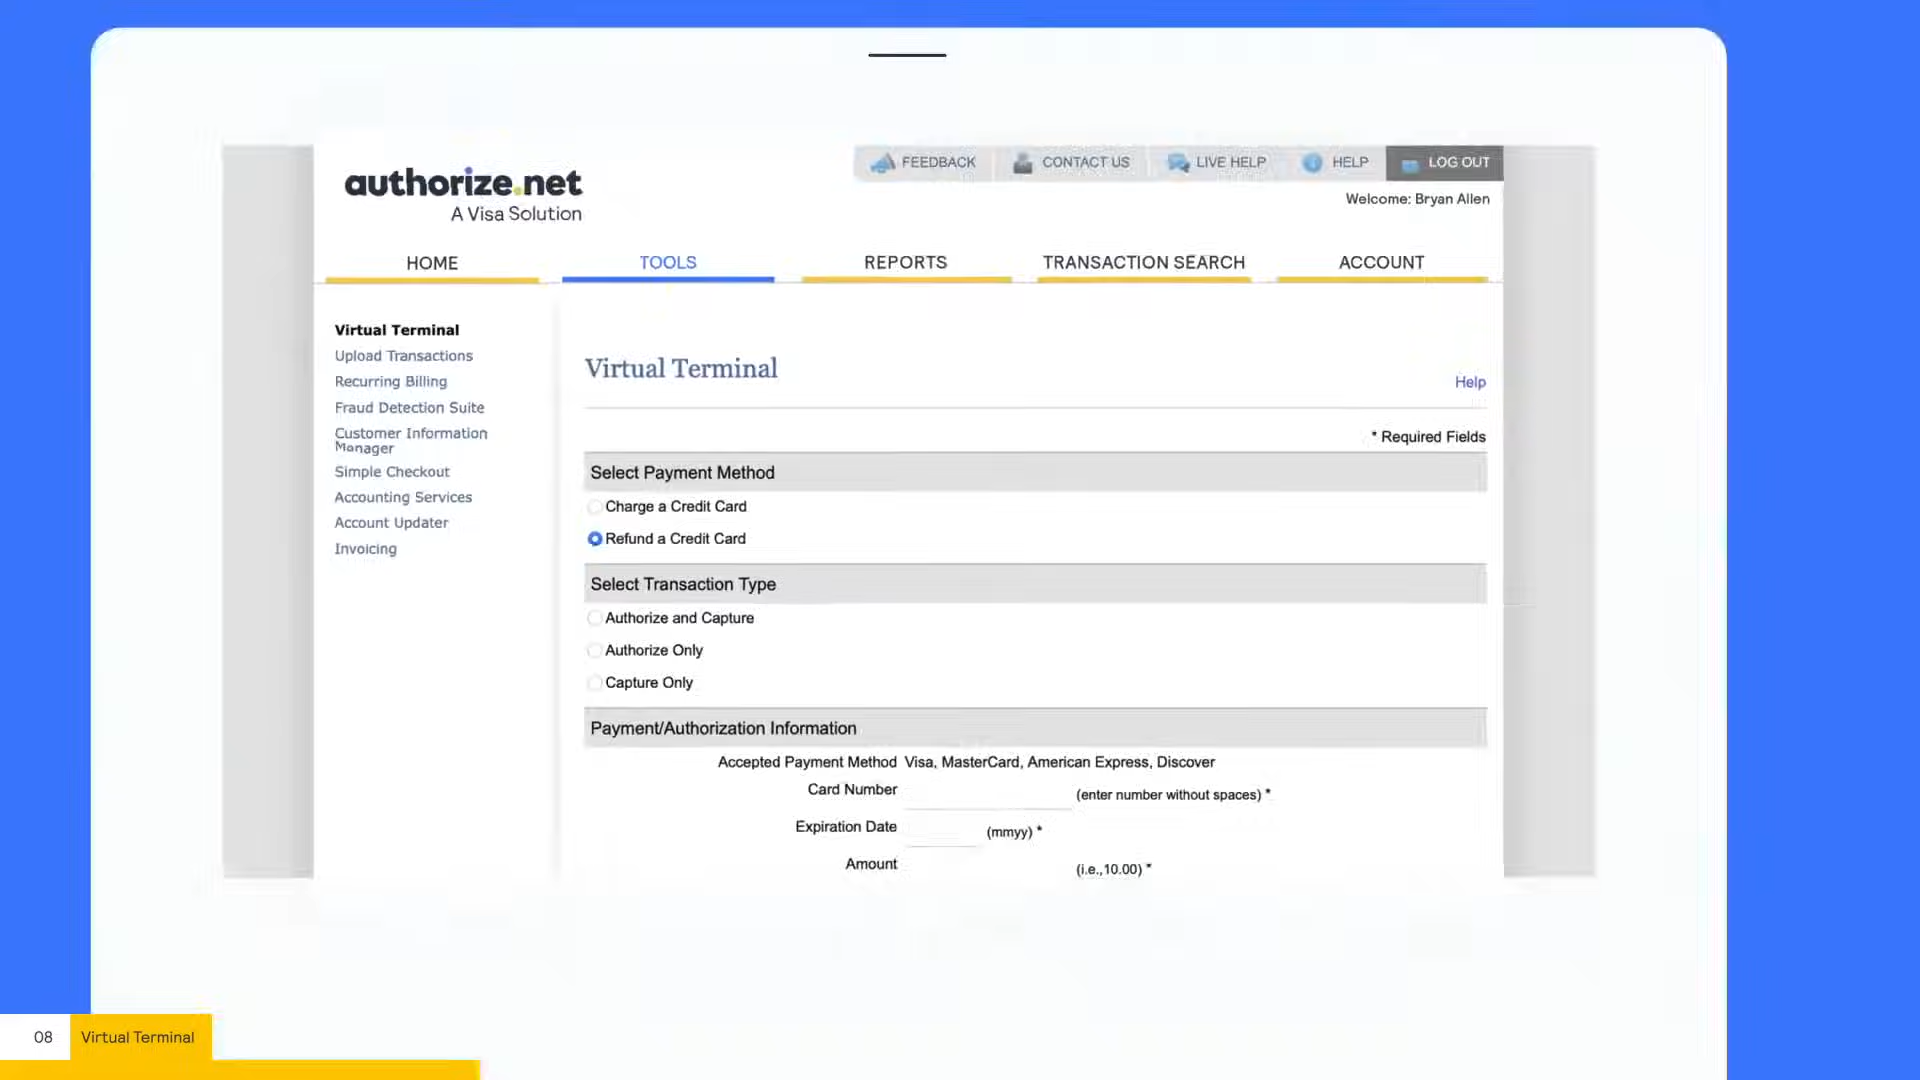 FEEDBACK
CONTACT US
LIVE HELP
HELP
LOG OUT
authorize.net
A Visa Solution
Welcome: Bryan Allen
HOME
TOOLS
REPORTS
TRANSACTION SEARCH
ACCOUNT
Virtual Terminal
Upload Transactions
Recurring Billing
Fraud Detection Suite
Customer Information
Manager
Simple Checkout
Accounting Services
Account Updater
Invoicing
Virtual Terminal
Help
* Required Fields
Select Payment Method
Charge a Credit Card
Refund a Credit Card
Select Transaction Type
Authorize and Capture
Authorize Only
Capture Only
Payment/Authorization Information
Accepted Payment Method Visa, MasterCard, American Express, Discover
Card Number (enter number without spaces) *
Expiration Date (mmyy) *
Amount (i.e.,10.00) *
08 Virtual Terminal